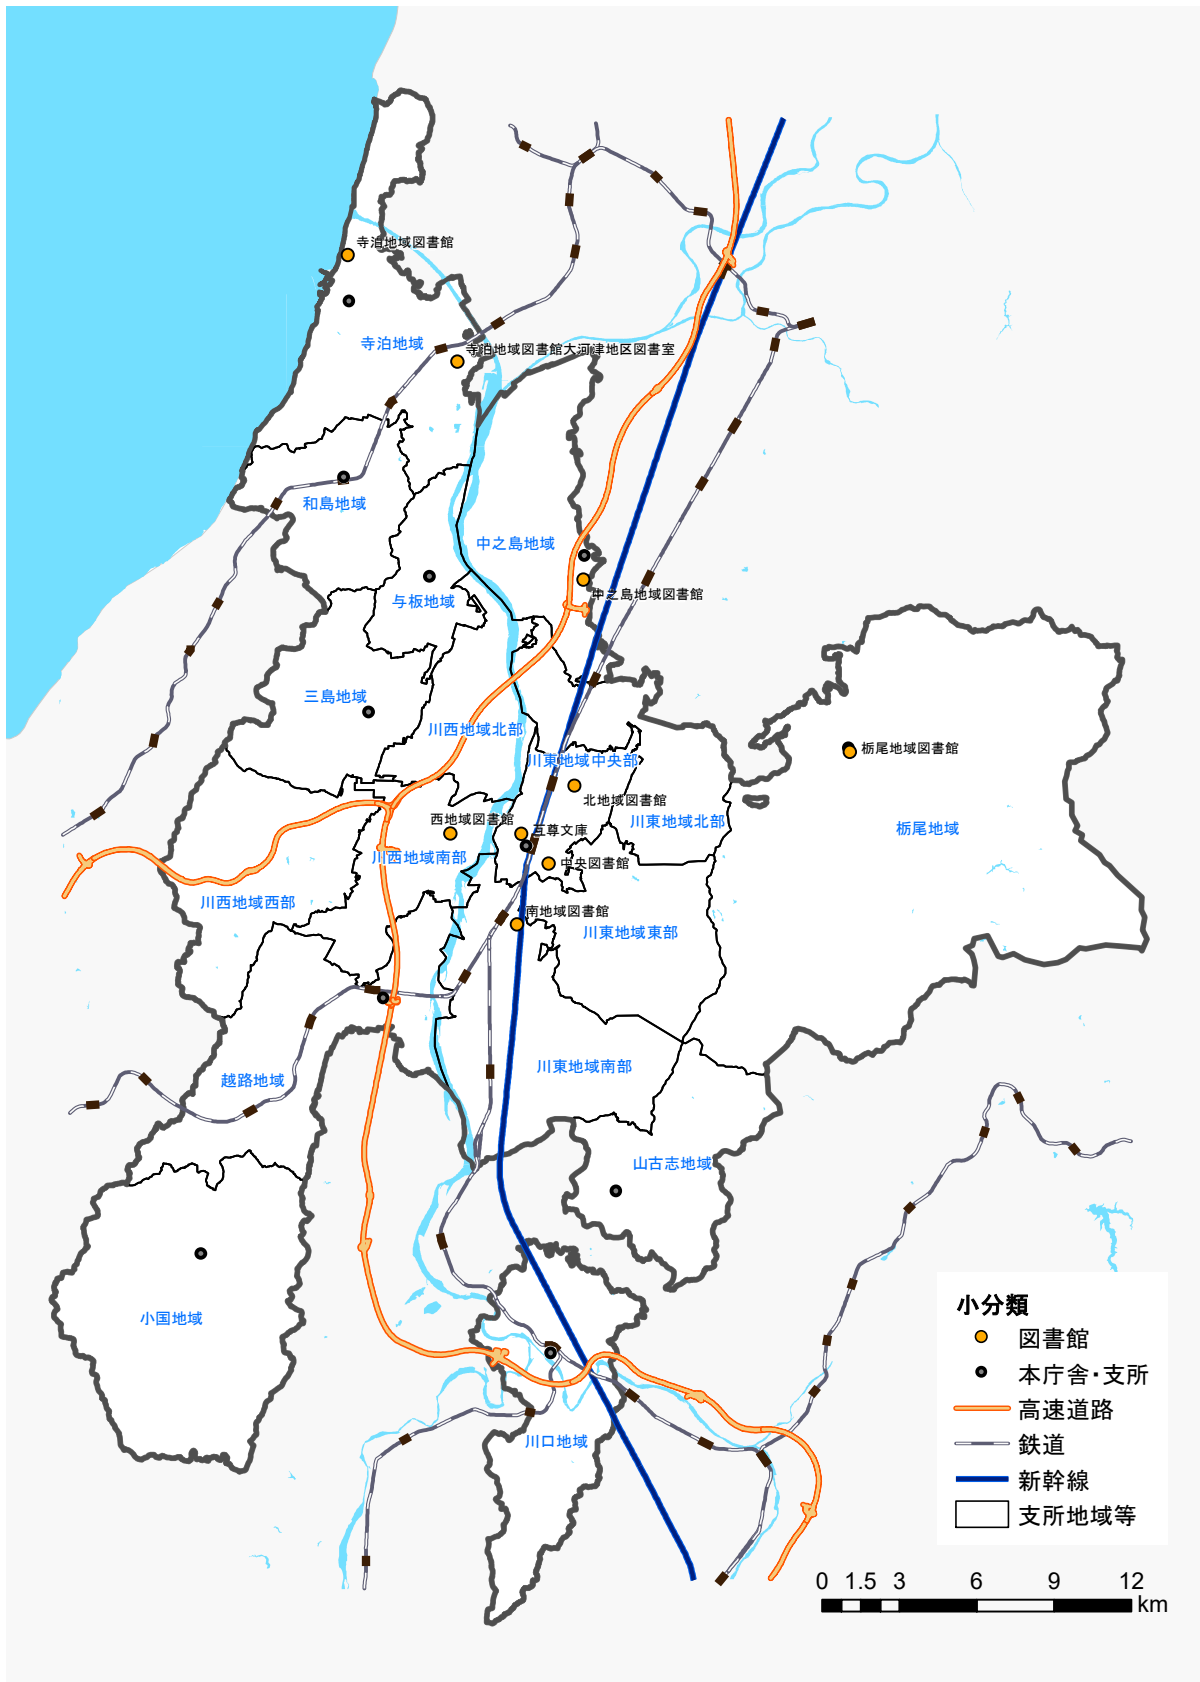 寺泊地域図書館
寺泊地域
寺泊地域図書館大河津地区図書室
和島地域
中之島地域
中之島地域図書館
与板地域
三島地域
川西地域北部
川東地域中央部
栃尾地域図書館
北地域図書館
西地域図書館
互尊文庫
川東地域北部
栃尾地域
川西地域南部
中央図書館
川西地域西部
南地域図書館
川東地域東部
川東地域南部
越路地域
山古志地域
小国地域
川口地域
小分類
図書館
本庁舎・支所
高速道路
鉄道
新幹線
支所地域等
0 1.5 3 6 9 12
km